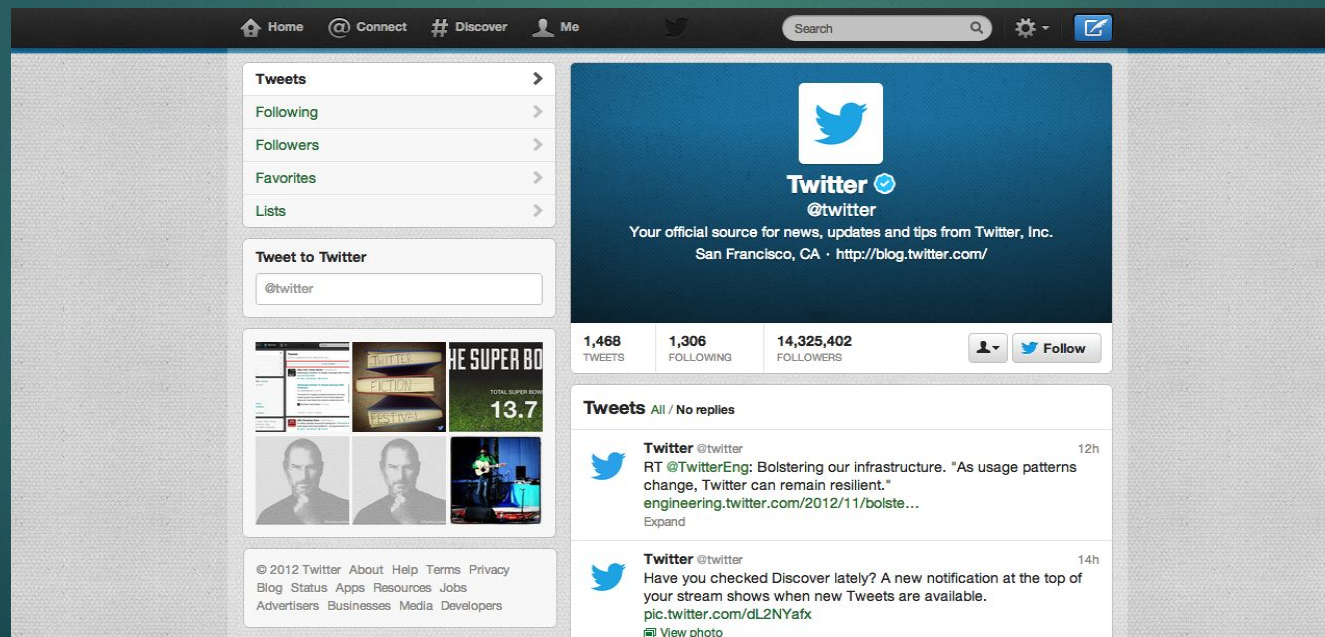 Home
Connect
Discover
Me
Search
Tweets
Following
Followers
Favorites
Lists
Tweet to Twitter
@twitter
TWITTER
FICTION
FESTIVAL
HE SUPER BO
TOTAL SUPER BOW
13.7
© 2012 Twitter About Help Terms Privacy
Blog Status Apps Resources Jobs
Advertisers Businesses Media Developers
Twitter
@twitter
Your official source for news, updates and tips from Twitter, Inc.
San Francisco, CA · http://blog.twitter.com/
1,468
TWEETS
1,306
FOLLOWING
14,325,402
FOLLOWERS
Follow
Tweets All / No replies
Twitter @twitter 12h
RT @TwitterEng: Bolstering our infrastructure. "As usage patterns
change, Twitter can remain resilient."
engineering.twitter.com/2012/11/bolste...
Expand
Twitter @twitter 14h
Have you checked Discover lately? A new notification at the top of
your stream shows when new Tweets are available.
pic.twitter.com/dL2NYafx
View photo